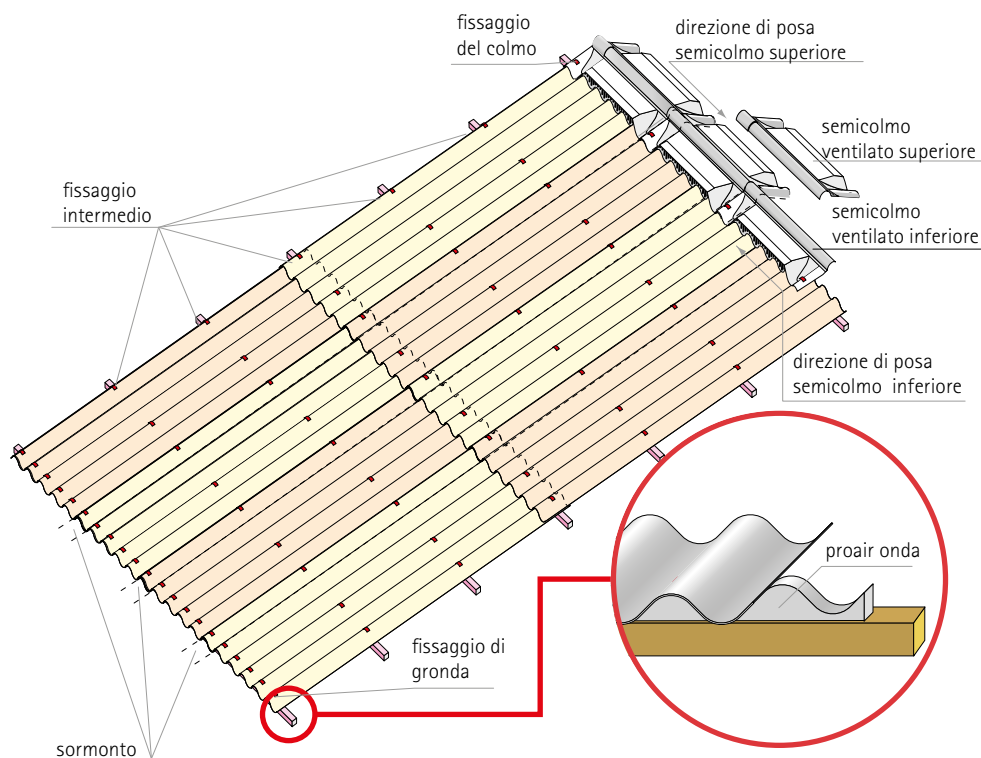 fissaggio
del colmo
direzione di posa
semicolmo superiore
semicolmo
ventilato superiore
fissaggio
intermedio
semicolmo
ventilato inferiore
direzione di posa
semicolmo inferiore
proair onda
fissaggio di
gronda
sormonto